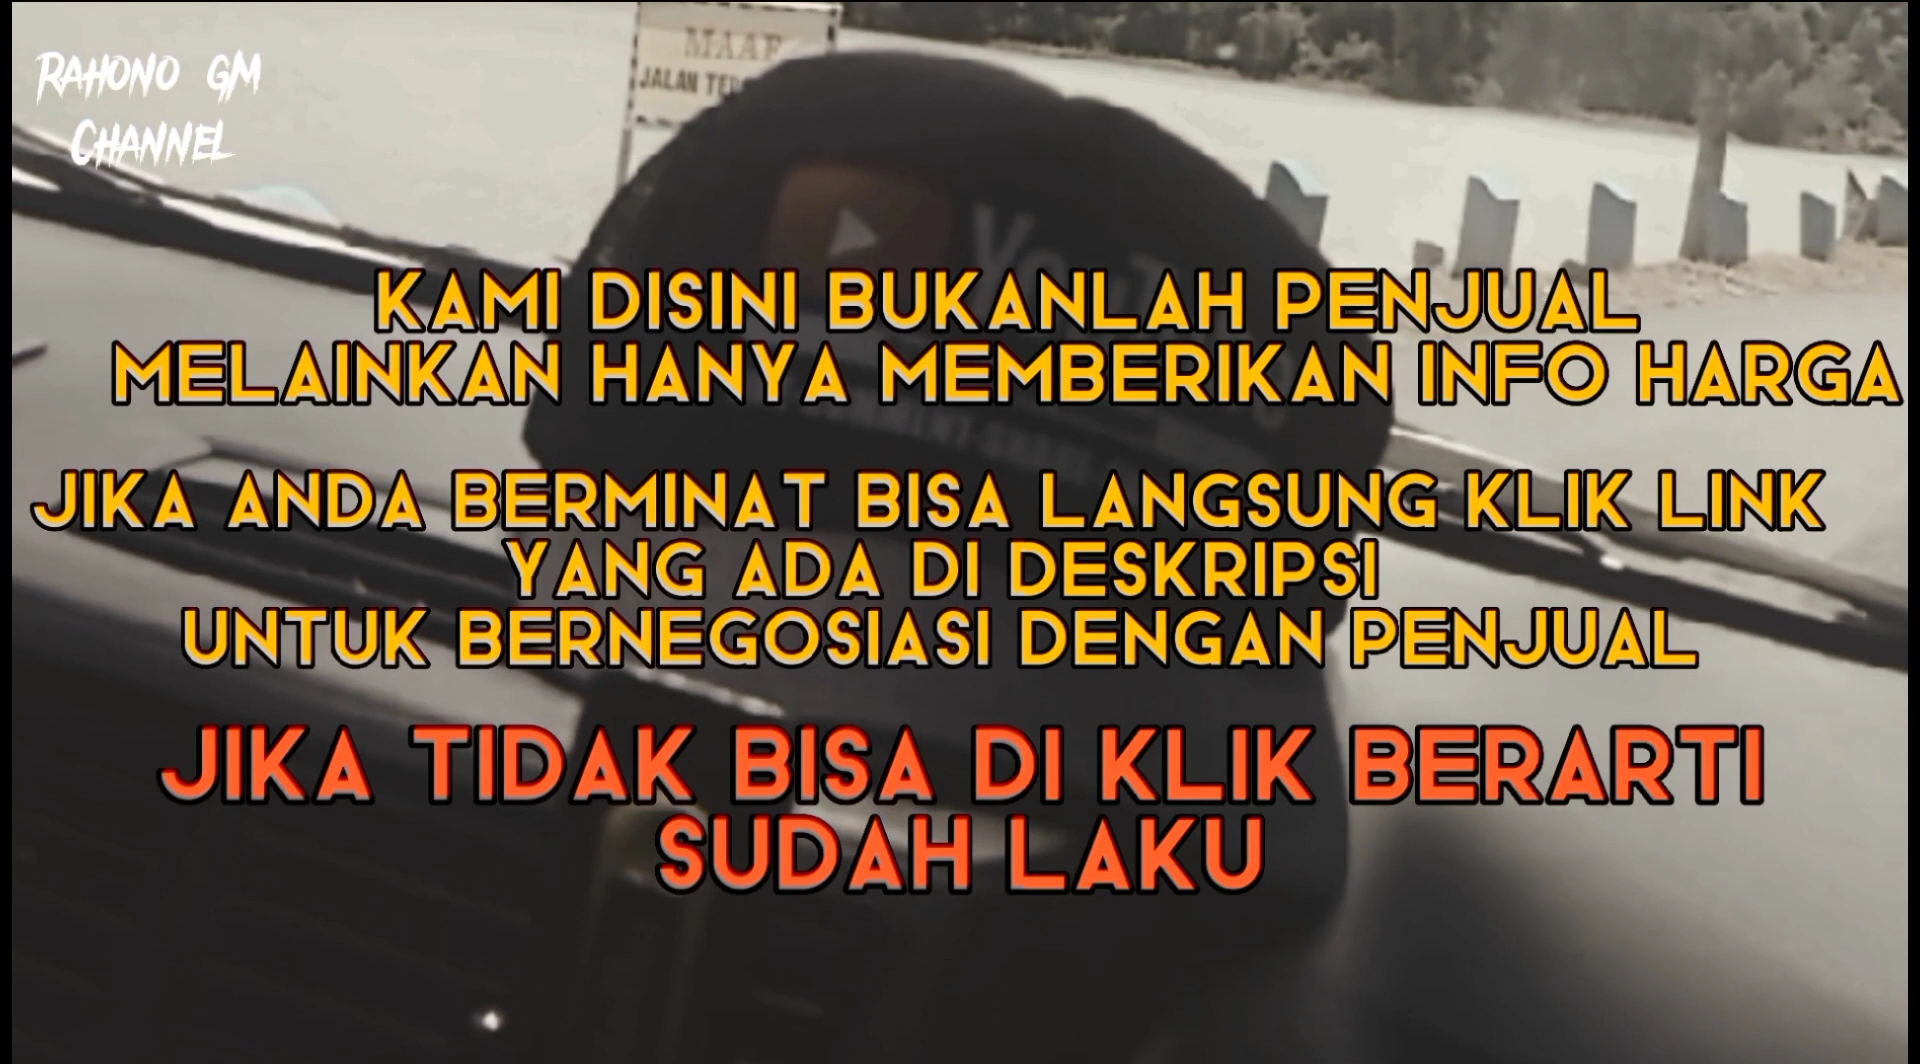 RAHONO GM
CHANNEL
MAAF
JALAN
KAMI DISINI BUKANLAH PENJUAL
MELAINKAN HANYA MEMBERIKAN INFO HARGA
JIKA ANDA BERMINAT BISA LANGSUNG KLIK LINK
YANG ADA DI DESKRIPSI
UNTUK BERNEGOSIASI DENGAN PENJUAL
JIKA TIDAK BISA DI KLIK BERARTI
SUDAH LAKU